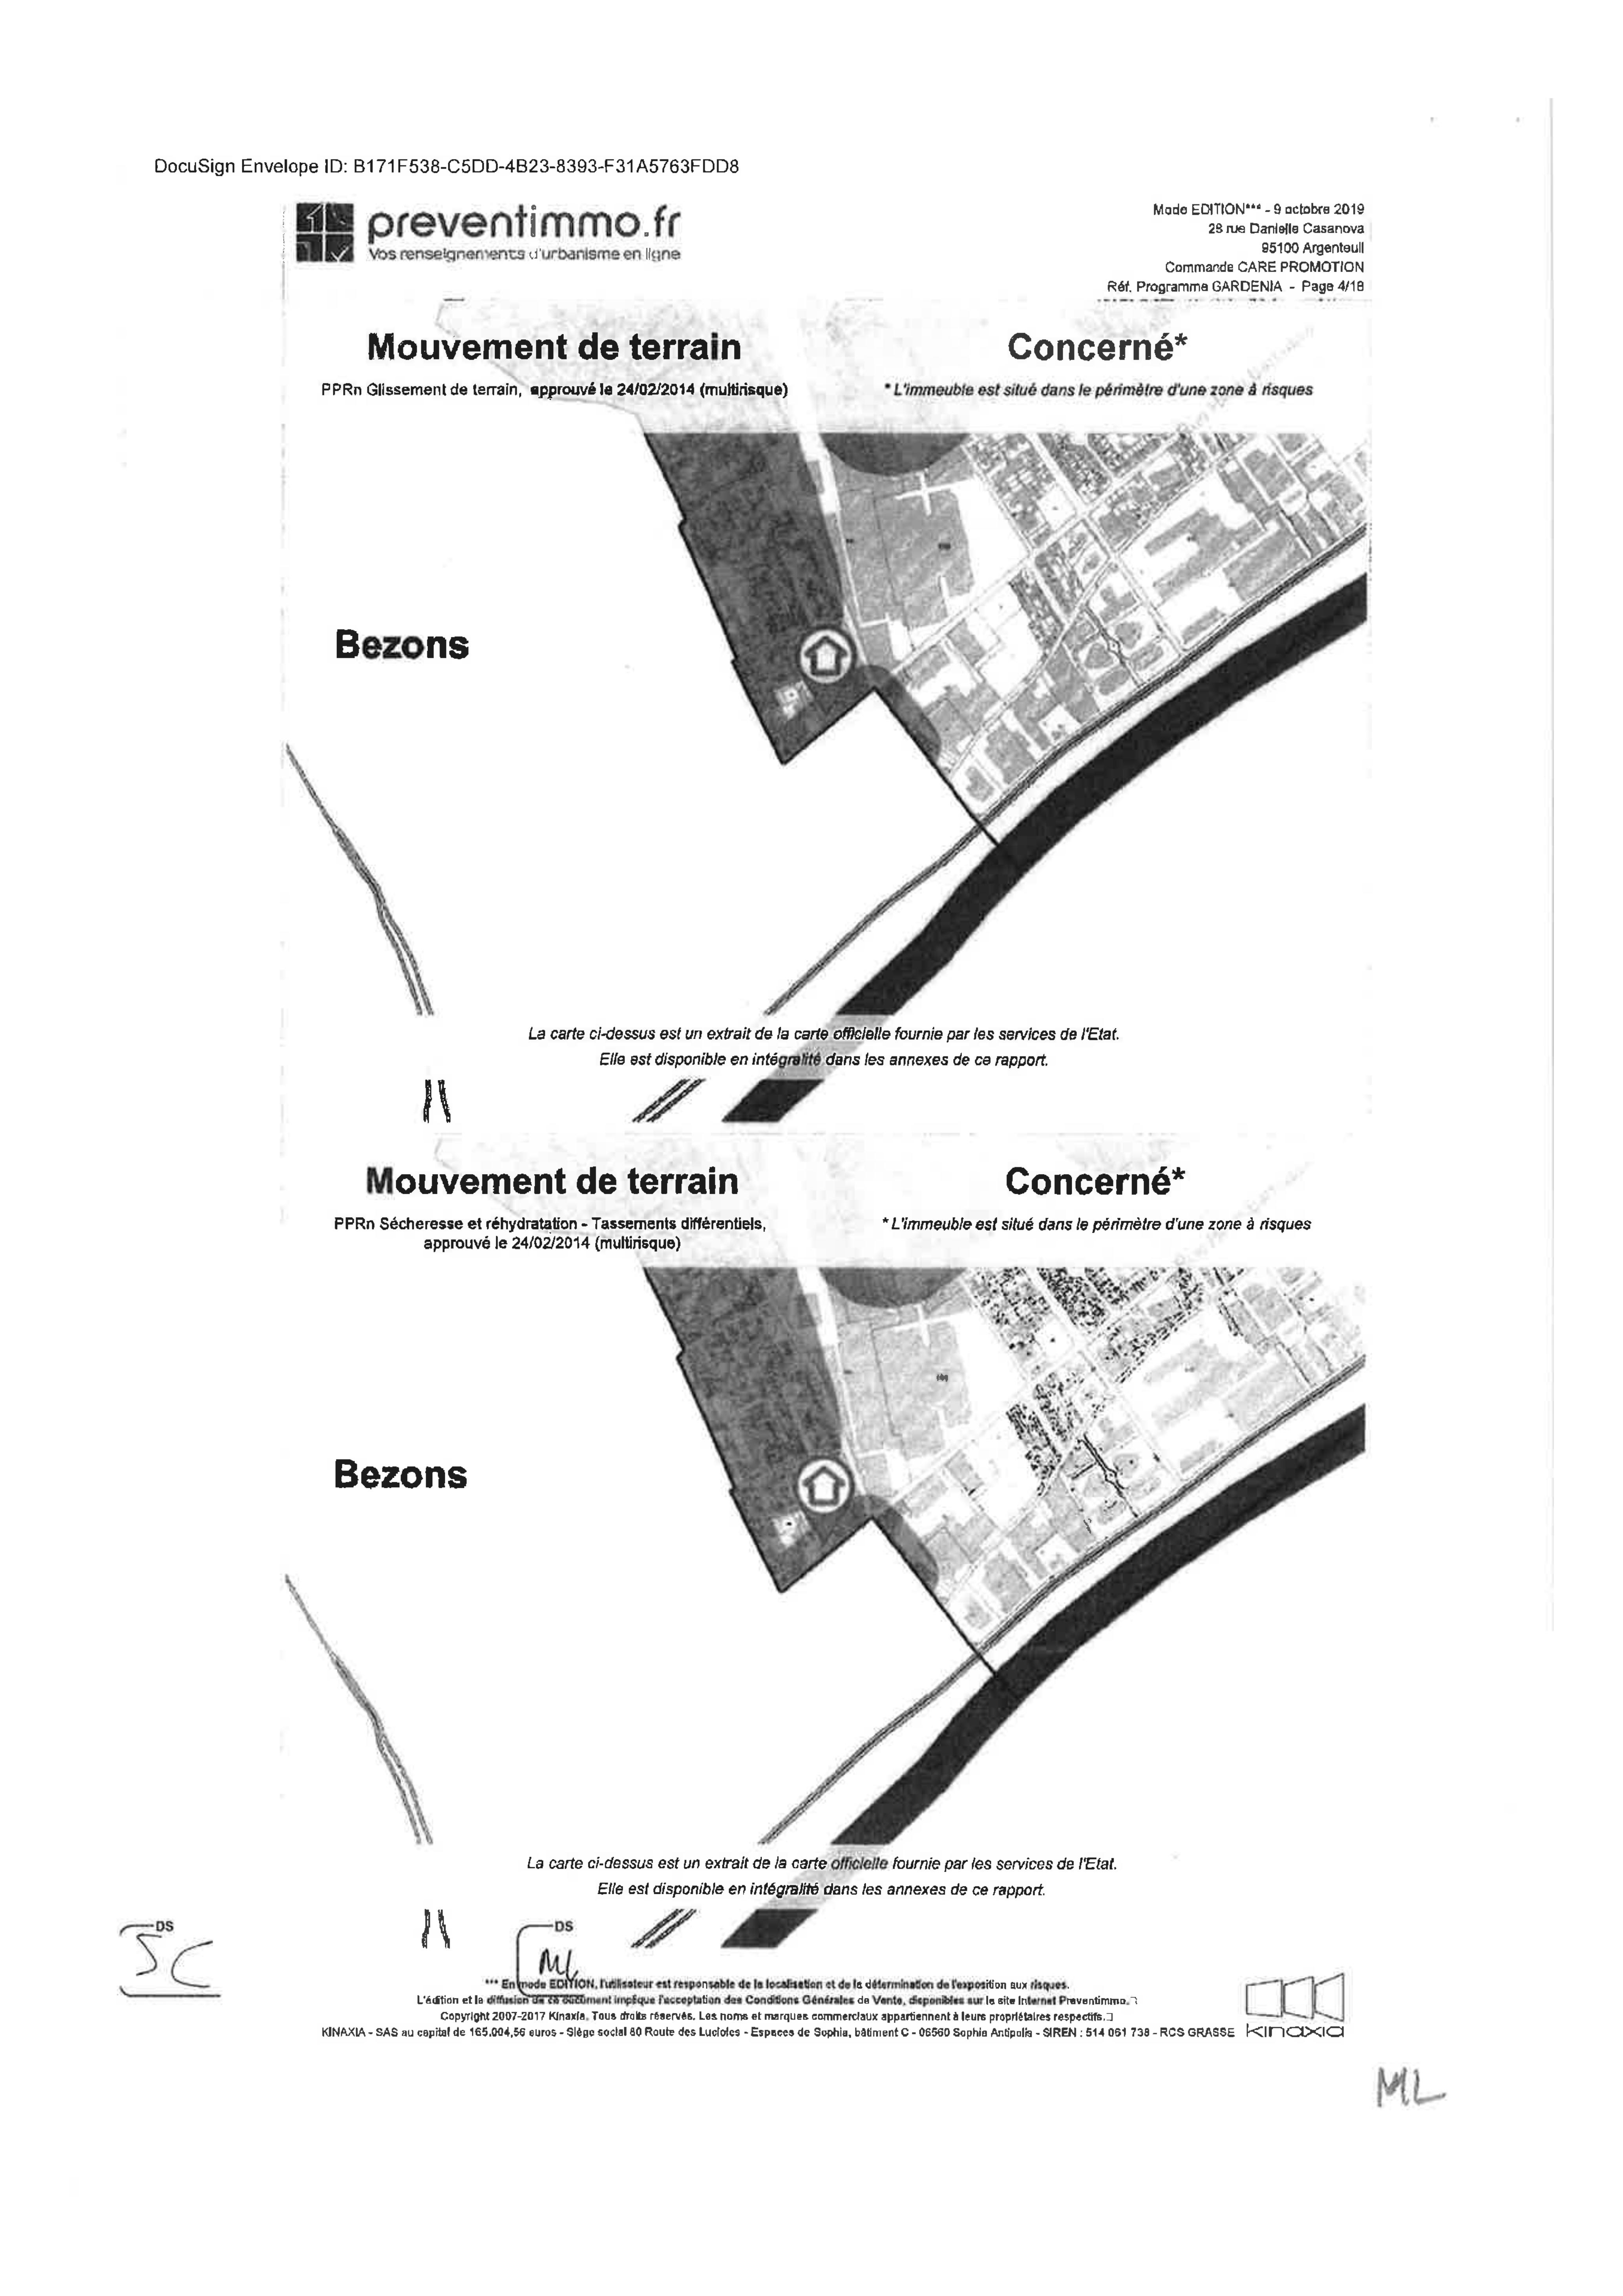 DocuSign Envelope ID: B171F538-C5DD-4B23-8393-F31A5763FDD8
preventimmo.fr
Vos renseignements d'urbanisme en ligne
Mode EDITION*** - 9 octobre 2019
28 rue Danielle Casanova
95100 Argenteuil
Commande CARE PROMOTION
Réf. Programme GARDENIA - Page 4/18
Mouvement de terrain
Concerné*
PPRn Glissement de terrain, approuvé le 24/02/2014 (multirisque)
* L'immeuble est situé dans le périmètre d'une zone à risques
Bezons
La carte ci-dessus est un extrait de la carte officielle fournie par les services de l'Etat.
Elle est disponible en intégralité dans les annexes de ce rapport.
Mouvement de terrain
Concerné*
PPRn Sécheresse et réhydratation - Tassements différentiels,
approuvé le 24/02/2014 (multirisque)
* L'immeuble est situé dans le périmètre d'une zone à risques
Bezons
La carte ci-dessus est un extrait de la carte officielle fournie par les services de l'Etat.
Elle est disponible en intégralité dans les annexes de ce rapport.
DS
SC
DS
ML
*** En mode EDITION, l'utilisateur est responsable de la localisation et de la détermination de l'exposition aux risques.
L'édition et la diffusion de ce document implique l'acceptation des Conditions Générales de Vente, disponibles sur le site Internet Preventimmo.
Copyright 2007-2017 Kinaxia. Tous droits réservés. Les noms et marques commerciaux appartiennent à leurs propriétaires respectifs.
KINAXIA - SAS au capital de 165.004,56 euros - Siège social 80 Route des Lucioles - Espaces de Sophia, bâtiment C - 06560 Sophia Antipolis - SIREN : 514 061 738 - RCS GRASSE
kinaxia
ML